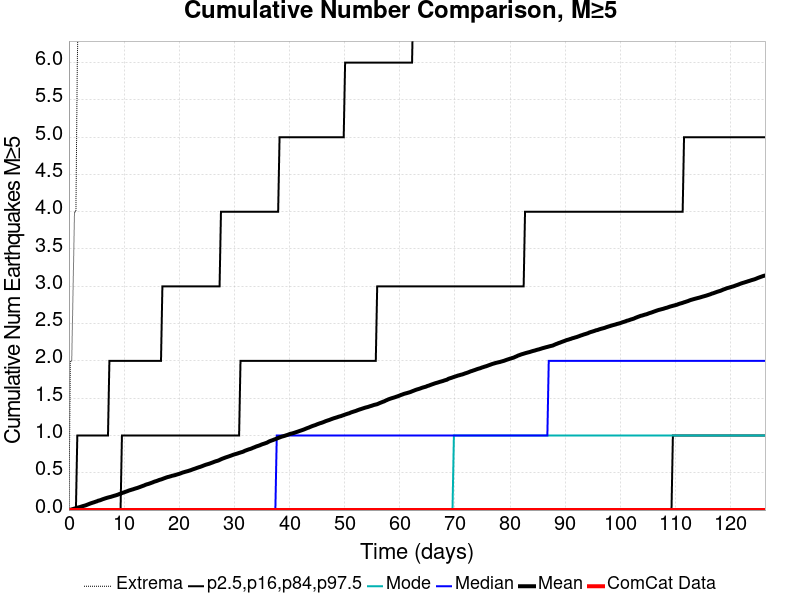 Cumulative Number Comparison, M≥5
Cumulative Num Earthquakes M≥5
6.0
5.5
5.0
4.5
4.0
3.5
3.0
2.5
2.0
1.5
1.0
0.5
0.0
0 10 20 30 40 50 60 70 80 90 100 110 120
Time (days)
Extrema p2.5,p16,p84,p97.5 Mode Median Mean ComCat Data